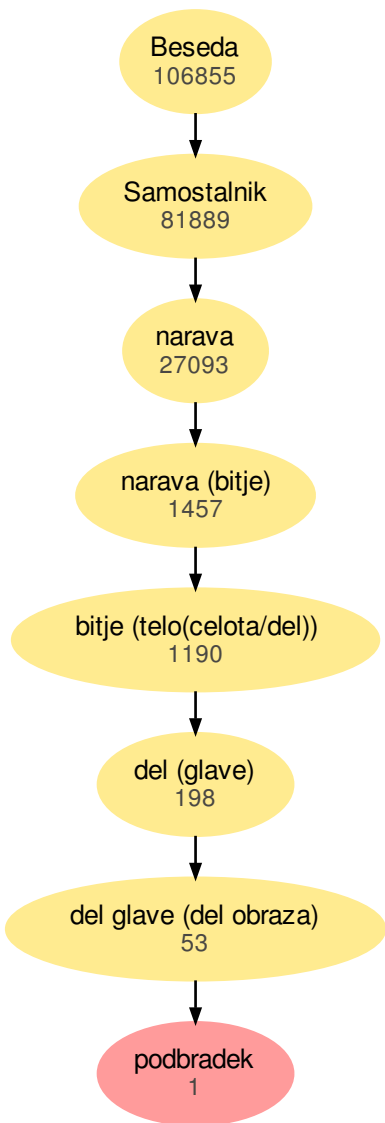 Beseda
106855
Samostalnik
81889
narava
27093
narava (bitje)
1457
bitje (telo(celota/del))
1190
del (glave)
198
del glave (del obraza)
53
podbradek
1